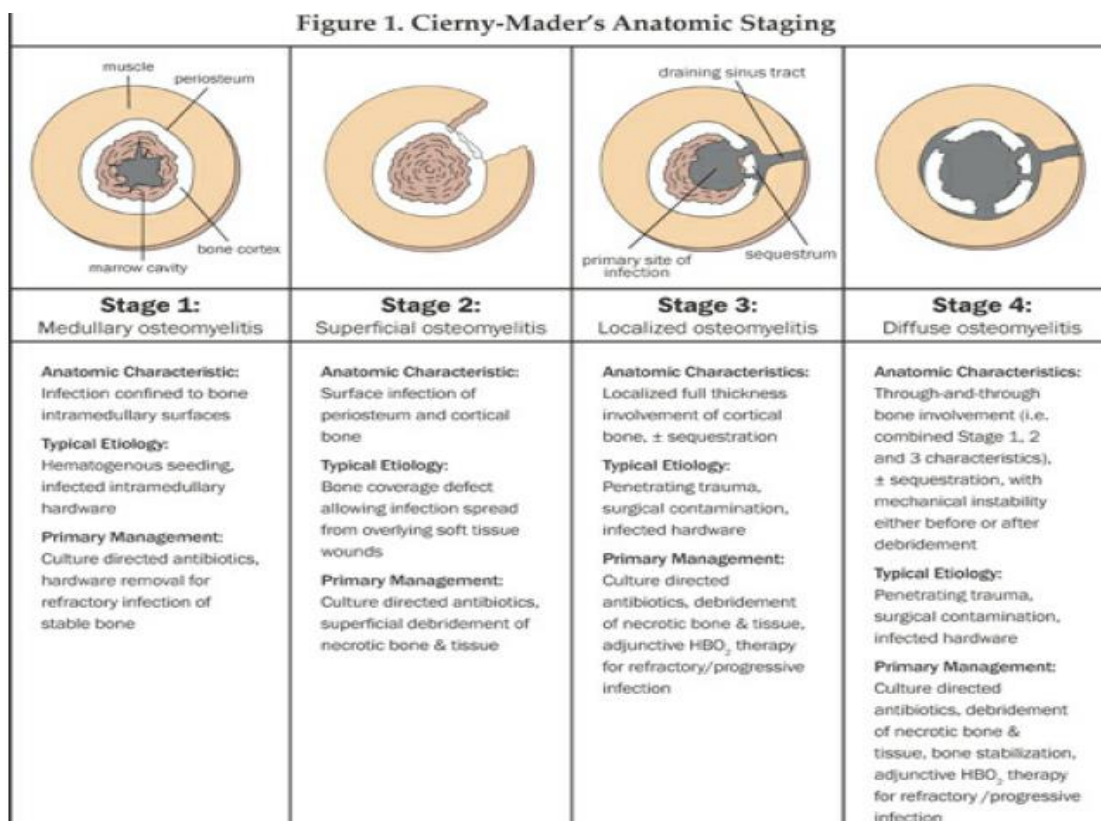 Figure 1. Cierny-Mader's Anatomic Staging
muscle
periosteum
bone cortex
marrow cavity
draining sinus tract
primary site of
infection
sequestrum
Stage 1:
Medullary osteomyelitis
Anatomic Characteristic:
Infection confined to bone
intramedullary surfaces
Typical Etiology:
Hematogenous seeding,
infected intramedullary
hardware
Primary Management:
Culture directed antibiotics,
hardware removal for
refractory infection of
stable bone
Stage 2:
Superficial osteomyelitis
Anatomic Characteristic:
Surface infection of
periosteum and cortical
bone
Typical Etiology:
Bone coverage defect
allowing infection spread
from overlying soft tissue
wounds
Primary Management:
Culture directed antibiotics,
superficial debridement of
necrotic bone & tissue
Stage 3:
Localized osteomyelitis
Anatomic Characteristics:
Localized full thickness
involvement of cortical
bone, ± sequestration
Typical Etiology:
Penetrating trauma,
surgical contamination,
infected hardware
Primary Management:
Culture directed
antibiotics, debridement
of necrotic bone & tissue,
adjunctive HBO₂ therapy
for refractory/progressive
infection
Stage 4:
Diffuse osteomyelitis
Anatomic Characteristics:
Through-and-through
bone involvement (i.e.
combined Stage 1, 2
and 3 characteristics),
± sequestration, with
mechanical instability
either before or after
debridement
Typical Etiology:
Penetrating trauma,
surgical contamination,
infected hardware
Primary Management:
Culture directed
antibiotics, debridement
of necrotic bone &
tissue, bone stabilization,
adjunctive HBO₂ therapy
for refractory /progressive
infection